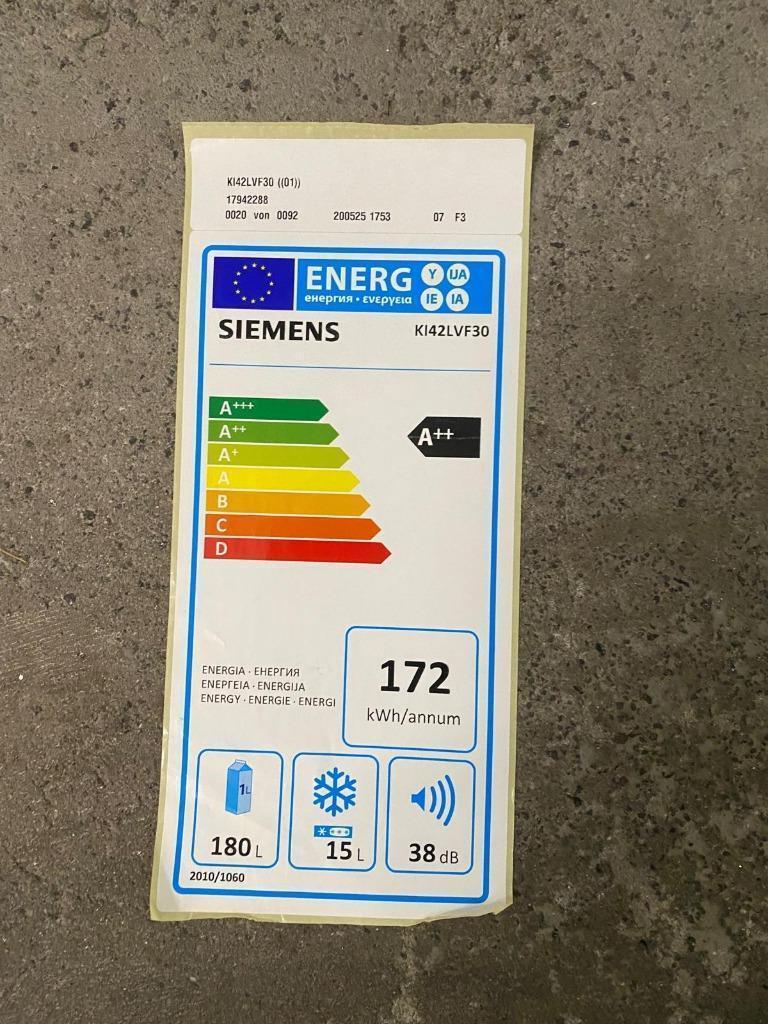 KI42LVF30 ((01))
17942288
0020 von 0092 200525 1753 07 F3
ENERG Y IJA
енергия · ενεργεια IE IA
SIEMENS KI42LVF30
A+++
A++ A++
A+
A
B
C
D
ENERGIA · ЕНЕРГИЯ
ΕΝΕΡΓΕΙΑ · ENERGIJA
ENERGY · ENERGIE · ENERGI
172
kWh/annum
1L
180 L
15 L
38 dB
2010/1060